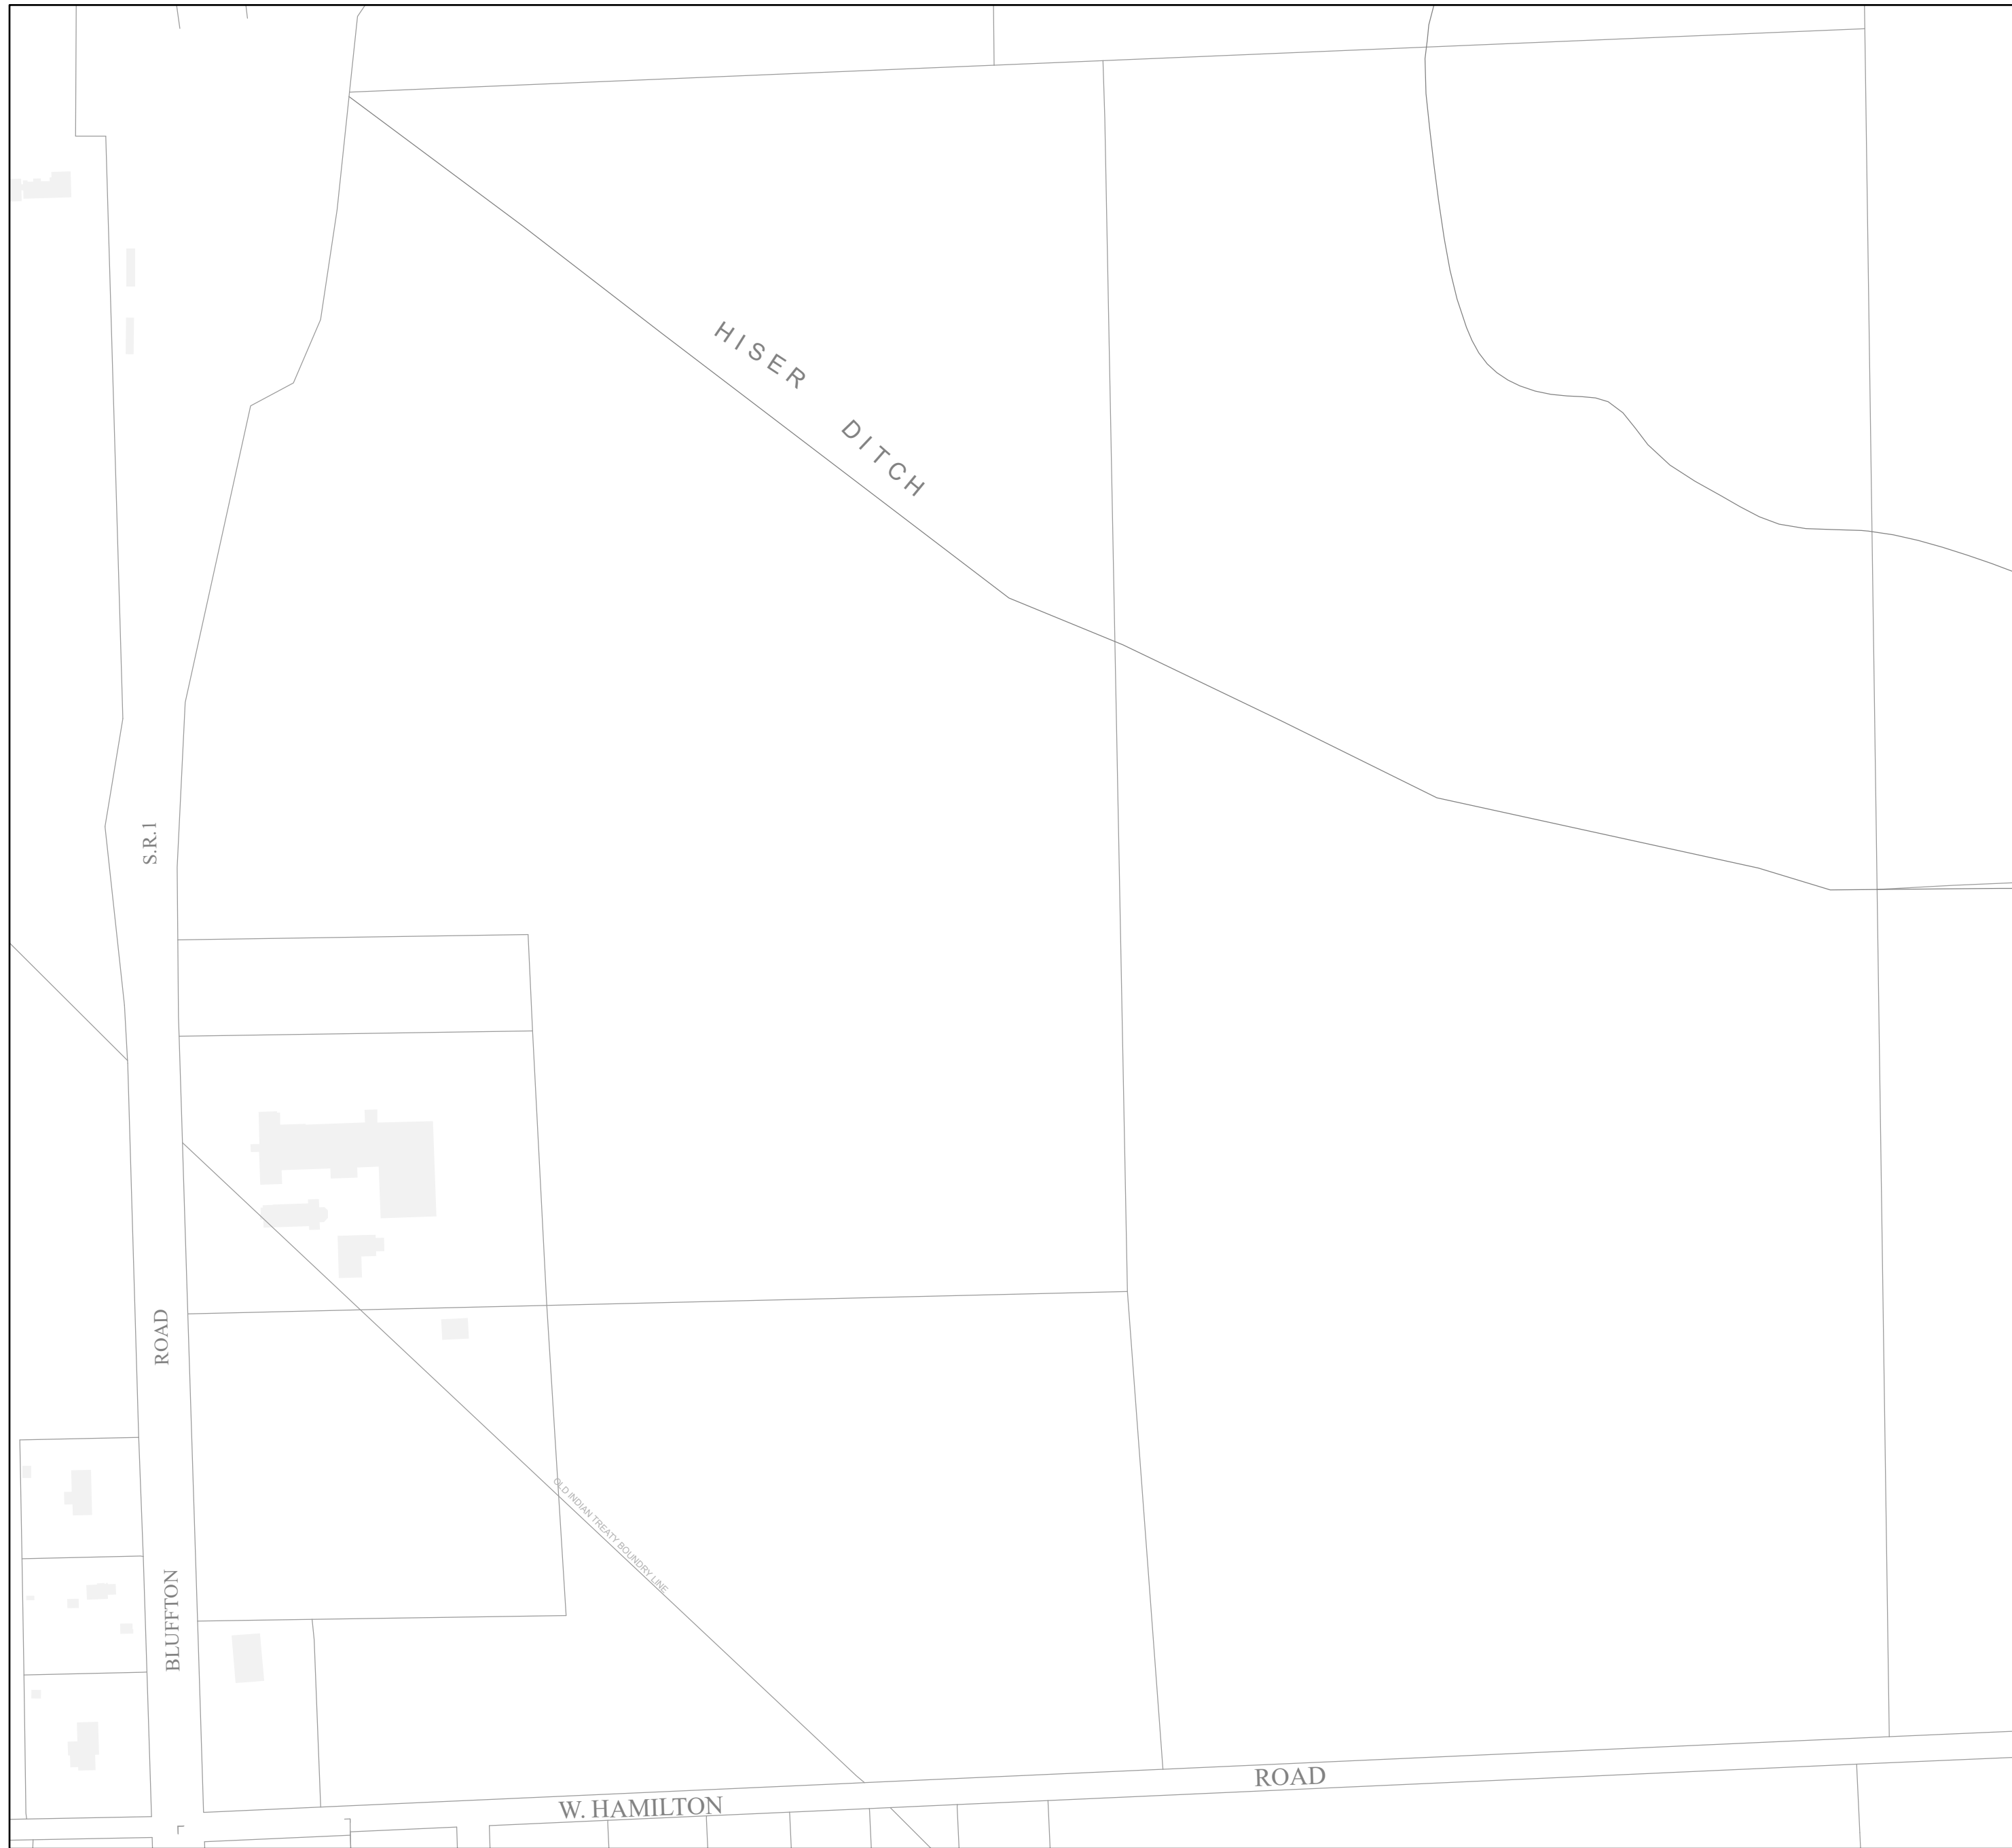 HISER DITCH
S.R. 1
BLUFFTON ROAD
OLD INDIAN TREATY BOUNDRY LINE
W. HAMILTON ROAD